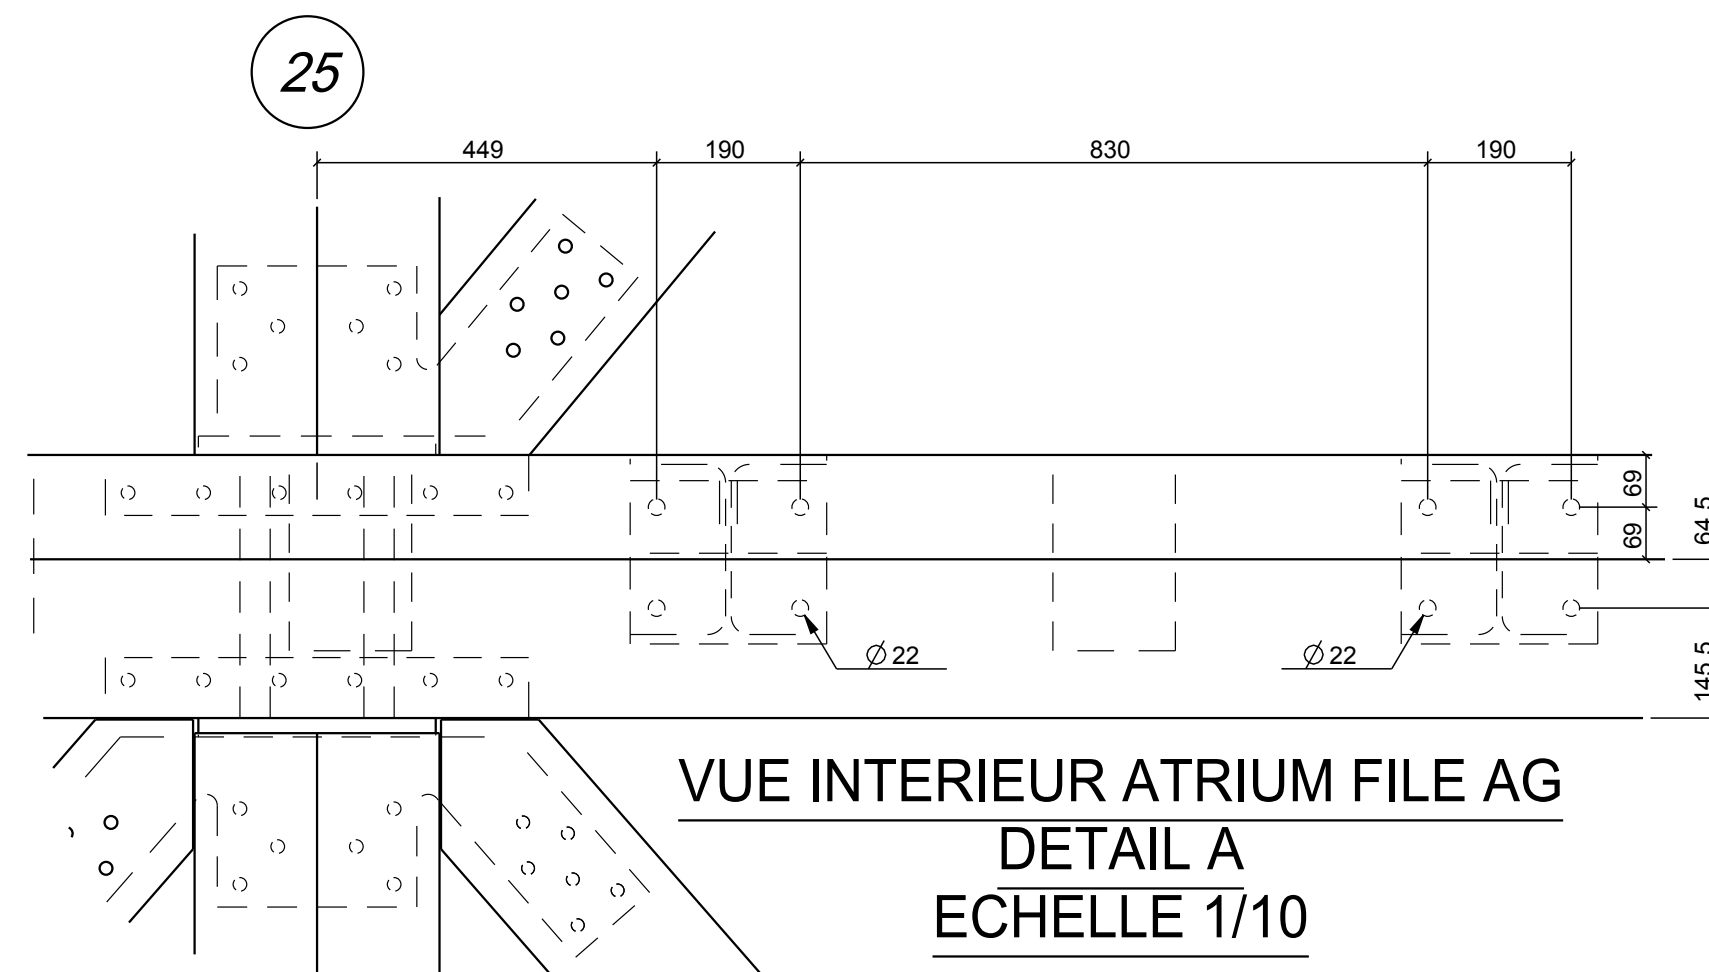 25
449 190 830 190
69
64,5
69
Ø 22 Ø 22
145,5
VUE INTERIEUR ATRIUM FILE AG
DETAIL A
ECHELLE 1/10